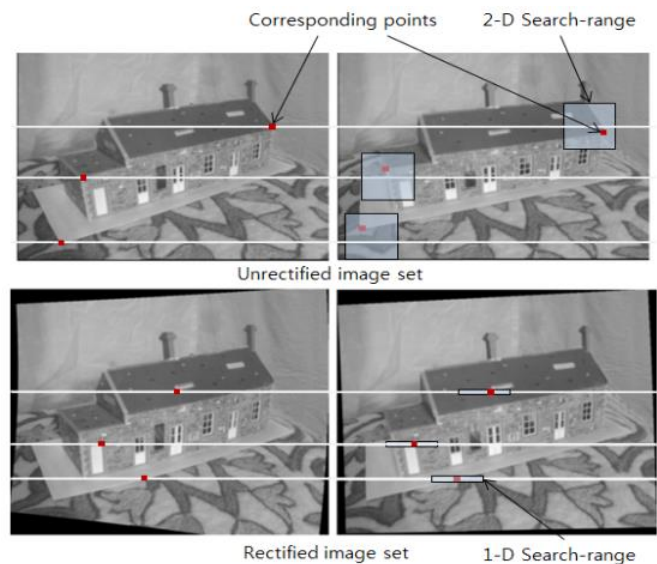 Corresponding points
2-D Search-range
Unrectified image set
Rectified image set
1-D Search-range